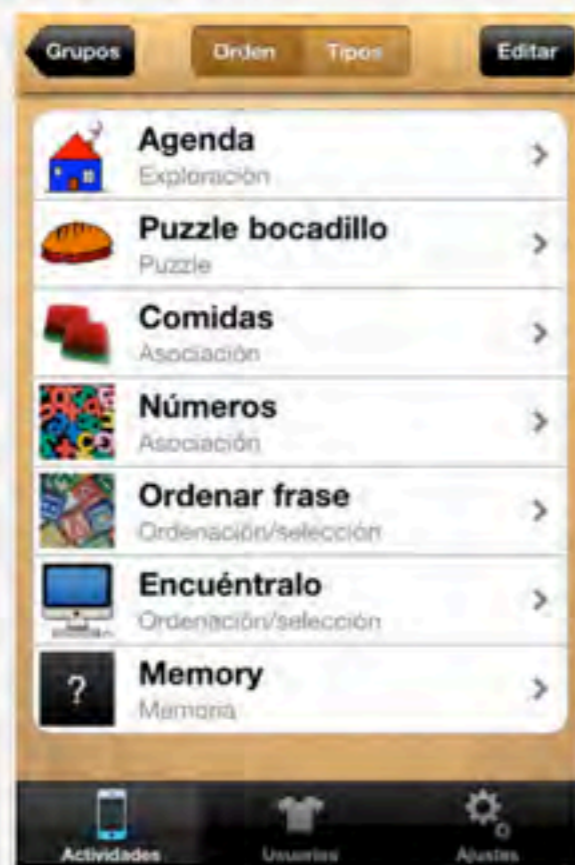 Grupos Orden Tipos Editar
Agenda
Exploración
Puzzle bocadillo
Puzzle
Comidas
Asociación
Números
Asociación
Ordenar frase
Ordenación/selección
Encuéntralo
Ordenación/selección
?
Memory
Memoria
Actividades Usuarios Ajustes